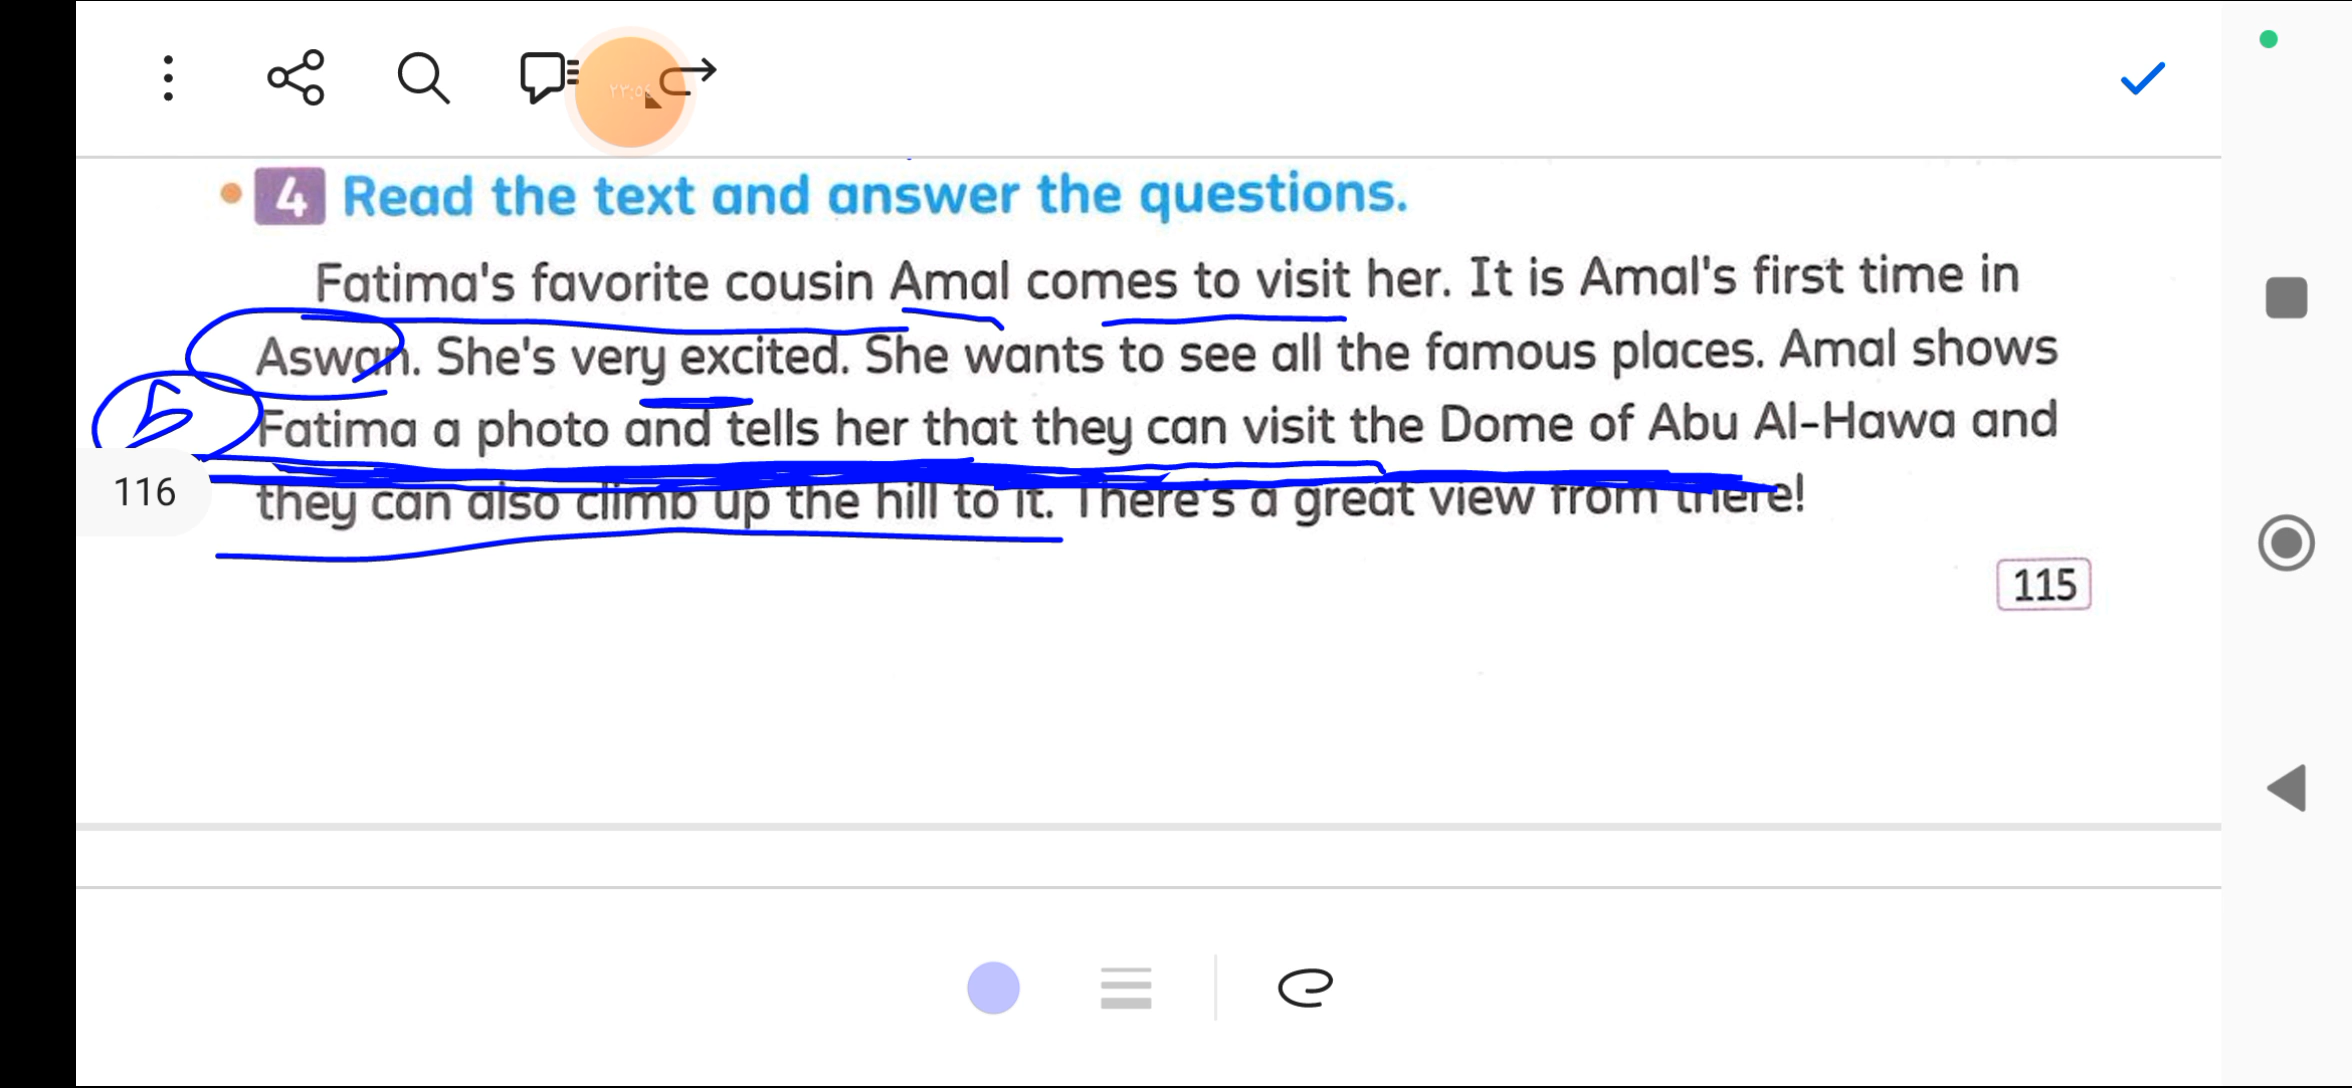 ٢٣:٥٤
4 Read the text and answer the questions.
Fatima's favorite cousin Amal comes to visit her. It is Amal's first time in
Aswan. She's very excited. She wants to see all the famous places. Amal shows
Fatima a photo and tells her that they can visit the Dome of Abu Al-Hawa and
they can also climb up the hill to it. There's a great view from there!
116
115